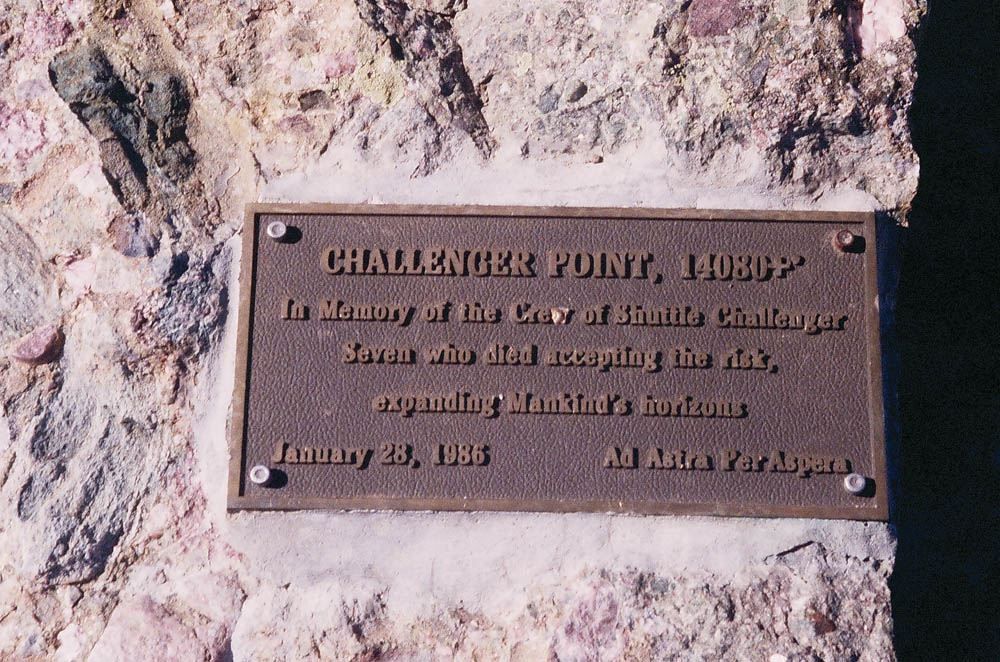 CHALLENGER POINT, 14080+'
In Memory of the Crew of Shuttle Challenger
Seven who died accepting the risk,
expanding Mankind's horizons
January 28, 1986 Ad Astra Per Aspera